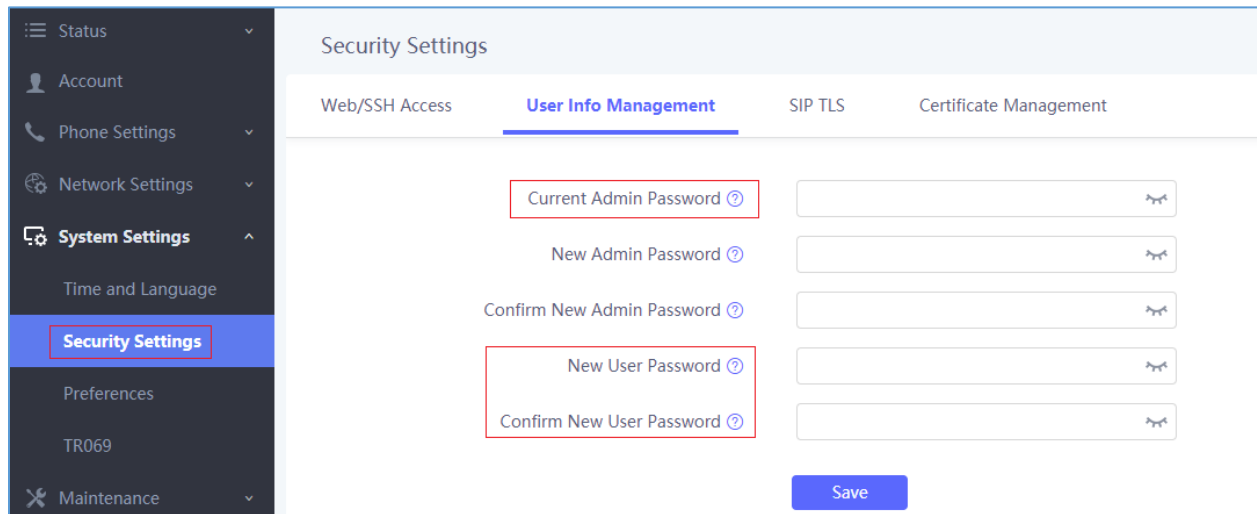 Status
Account
Phone Settings
Network Settings
System Settings
Time and Language
Security Settings
Preferences
TR069
Maintenance
Security Settings
Web/SSH Access
User Info Management
SIP TLS
Certificate Management
Current Admin Password ?
New Admin Password ?
Confirm New Admin Password ?
New User Password ?
Confirm New User Password ?
Save